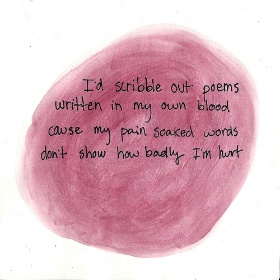 I'd scribble out poems
written in my own blood
cause my pain soaked words
don't show how badly I'm hurt